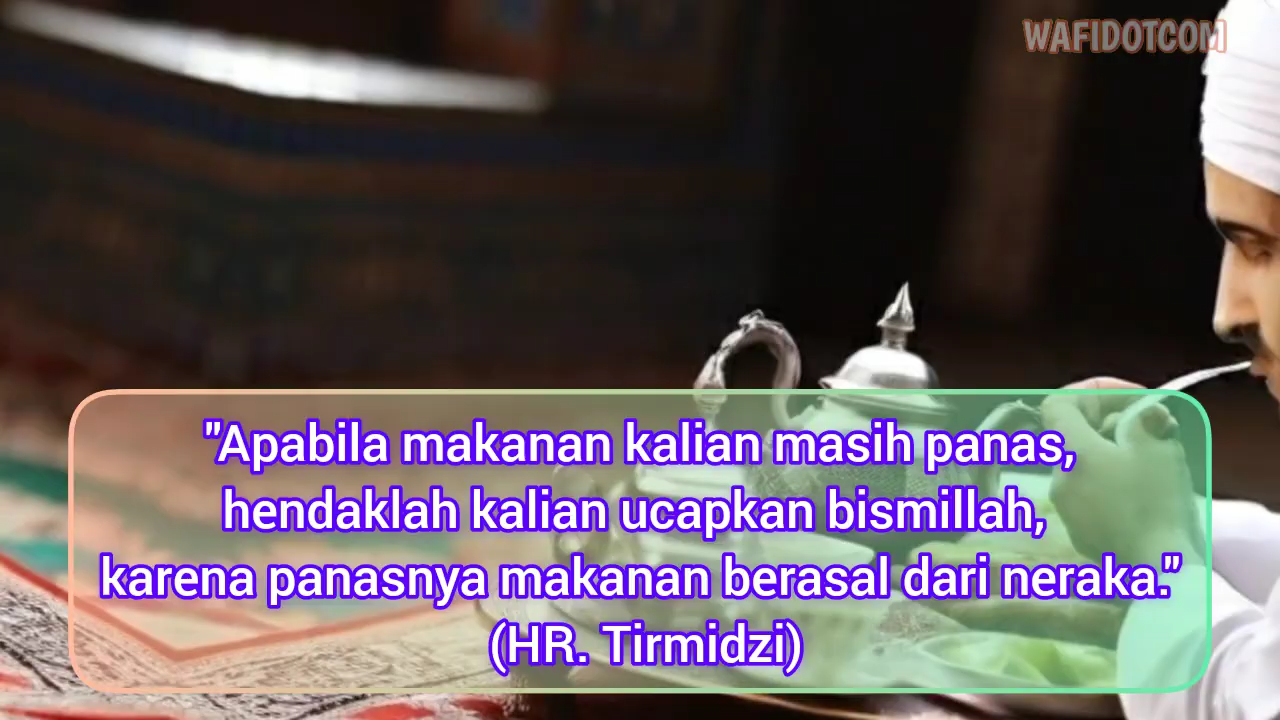 WAFIDOTCOM
"Apabila makanan kalian masih panas,
hendaklah kalian ucapkan bismillah,
karena panasnya makanan berasal dari neraka."
(HR. Tirmidzi)